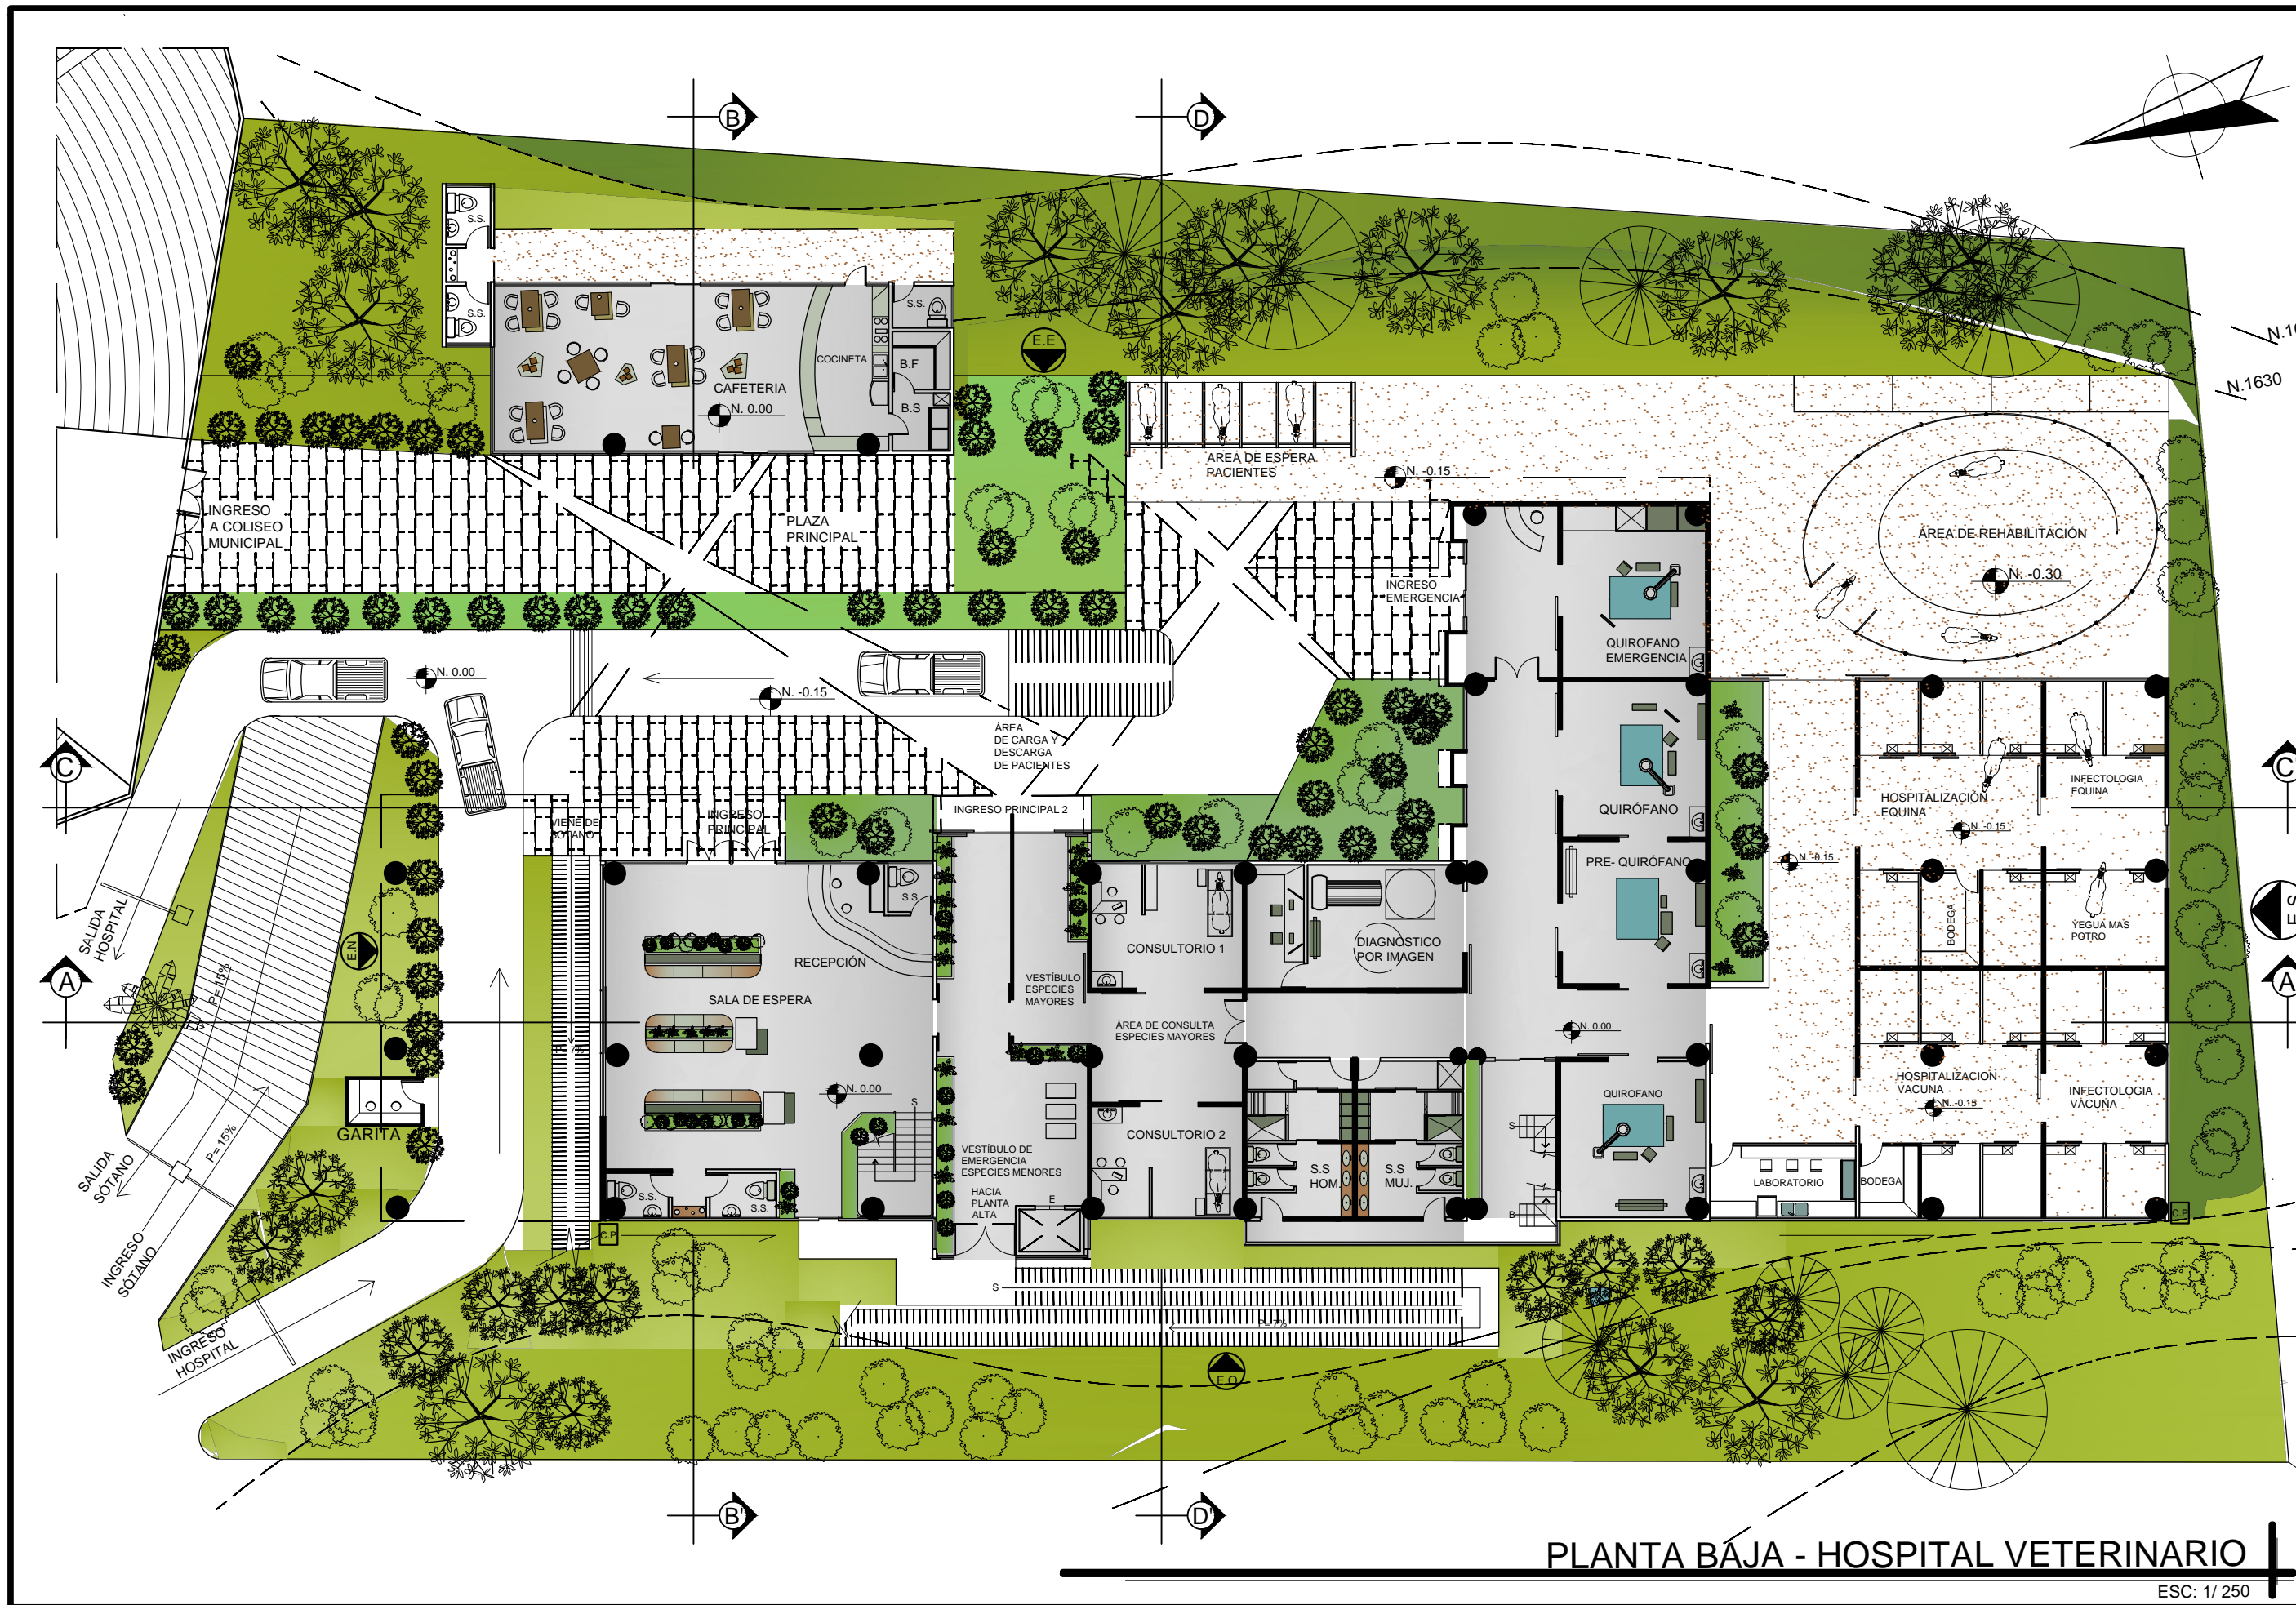 B
D
S.S.
S.S.
S.S.
COCINETA
E.E
B.F
CAFETERIA
N. 0.00
B.S
N.1630
AREA DE ESPERA
PACIENTES
N. -0.15
INGRESO
A COLISEO
MUNICIPAL
PLAZA
PRINCIPAL
ÁREA DE REHABILITACIÓN
N. -0.30
INGRESO
EMERGENCIA
QUIROFANO
EMERGENCIA
N. 0.00
N. -0.15
ÁREA
DE CARGA Y
DESCARGA
DE PACIENTES
C
C
INFECTOLOGIA
EQUINA
HOSPITALIZACIÓN
EQUINA
N. -0.15
QUIRÓFANO
INGRESO PRINCIPAL 2
VIENE DE
SÓTANO
INGRESO
PRINCIPAL
PRE- QUIRÓFANO
N. -0.15
S.S.
SALIDA
HOSPITAL
E.N
BODEGA
YEGUA MAS
POTRO
E.S
CONSULTORIO 1
DIAGNOSTICO
POR IMAGEN
RECEPCIÓN
A
A
P= 15%
VESTÍBULO
ESPECIES
MAYORES
SALA DE ESPERA
ÁREA DE CONSULTA
ESPECIES MAYORES
N. 0.00
P= 7%
HOSPITALIZACION
VACUNA
N. -0.15
INFECTOLOGIA
VACUNA
N. 0.00
S
QUIROFANO
GARITA
P= 15%
CONSULTORIO 2
S
VESTÍBULO DE
EMERGENCIA
ESPECIES MENORES
SALIDA
SÓTANO
S.S
HOM.
S.S
MUJ.
LABORATORIO
BODEGA
HACIA
PLANTA
ALTA
E
S.S.
S.S.
B
C.P
C.P
INGRESO
SÓTANO
S
P= 7%
INGRESO
HOSPITAL
E.O
B'
D'
PLANTA BAJA - HOSPITAL VETERINARIO
ESC: 1/ 250